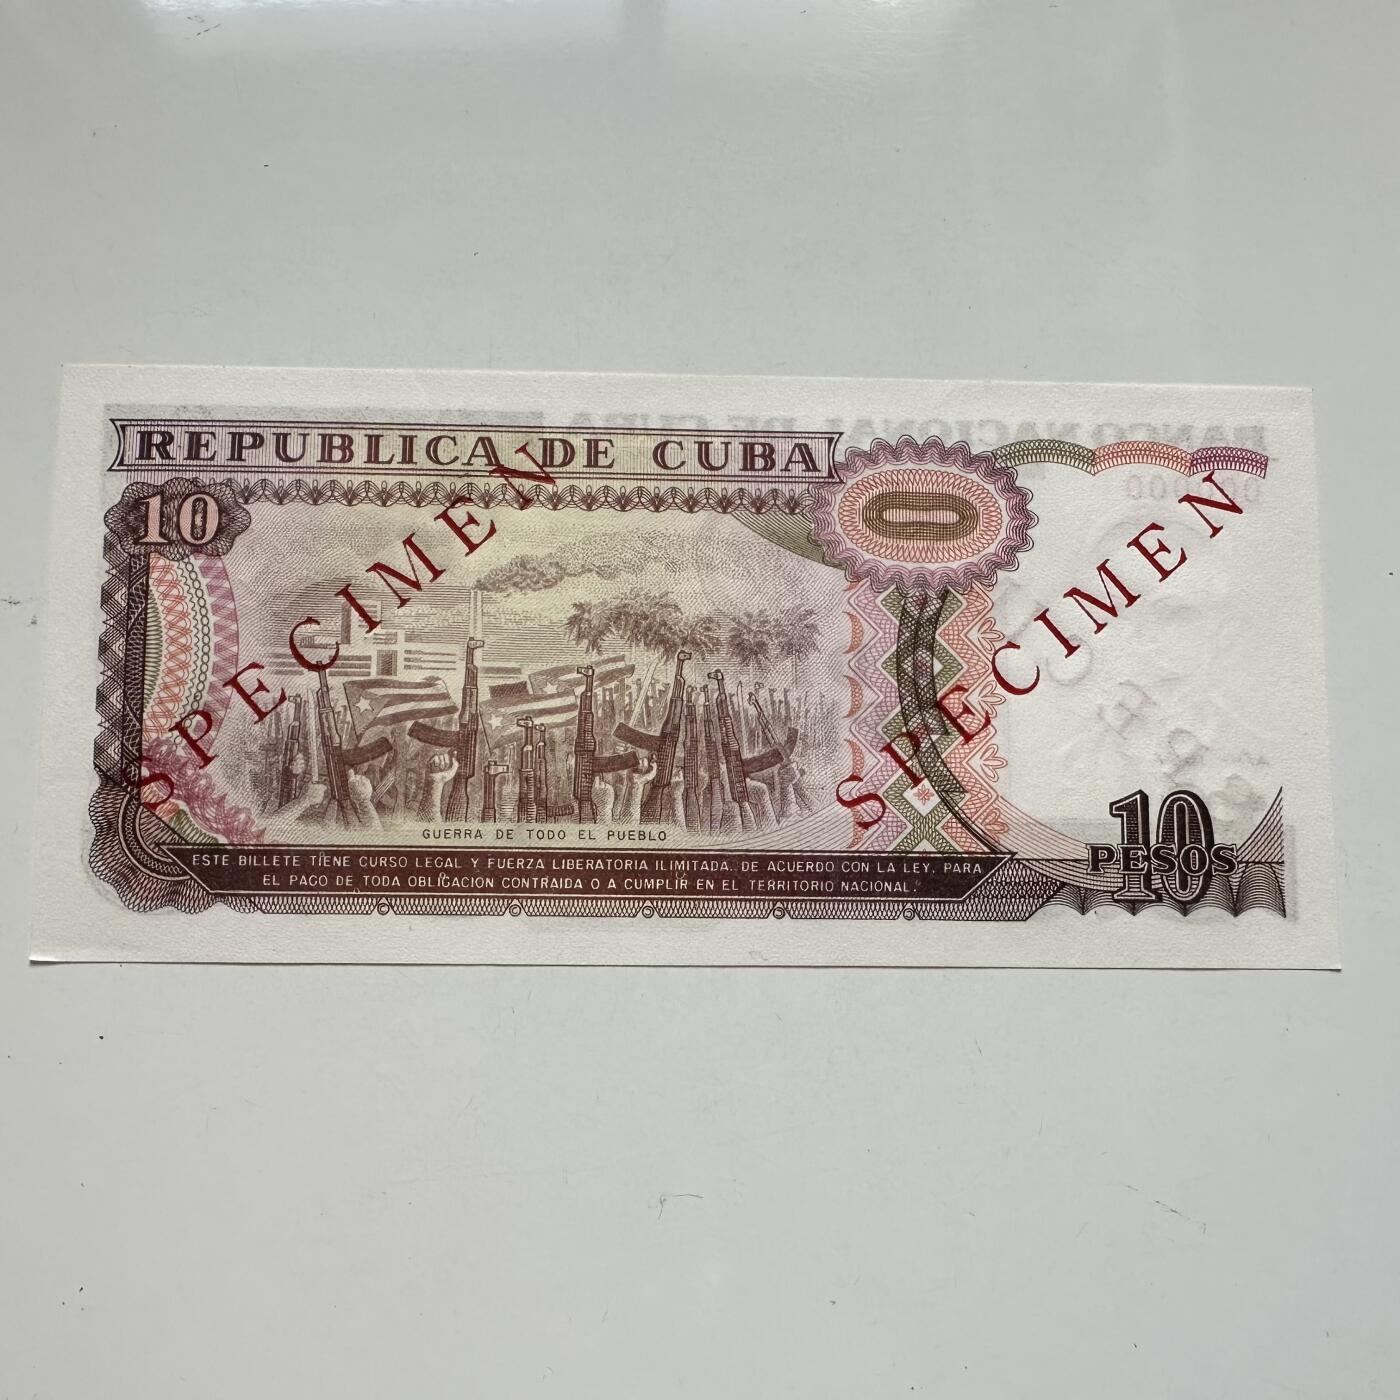 REPUBLICA DE CUBA
10
SPECIMEN
SPECIMEN
GUERRA DE TODO EL PUEBLO
ESTE BILLETE TIENE CURSO LEGAL Y FUERZA LIBERATORIA ILIMITADA, DE ACUERDO CON LA LEY, PARA
EL PAGO DE TODA OBLIGACION CONTRAIDA O A CUMPLIR EN EL TERRITORIO NACIONAL.
10
PESOS